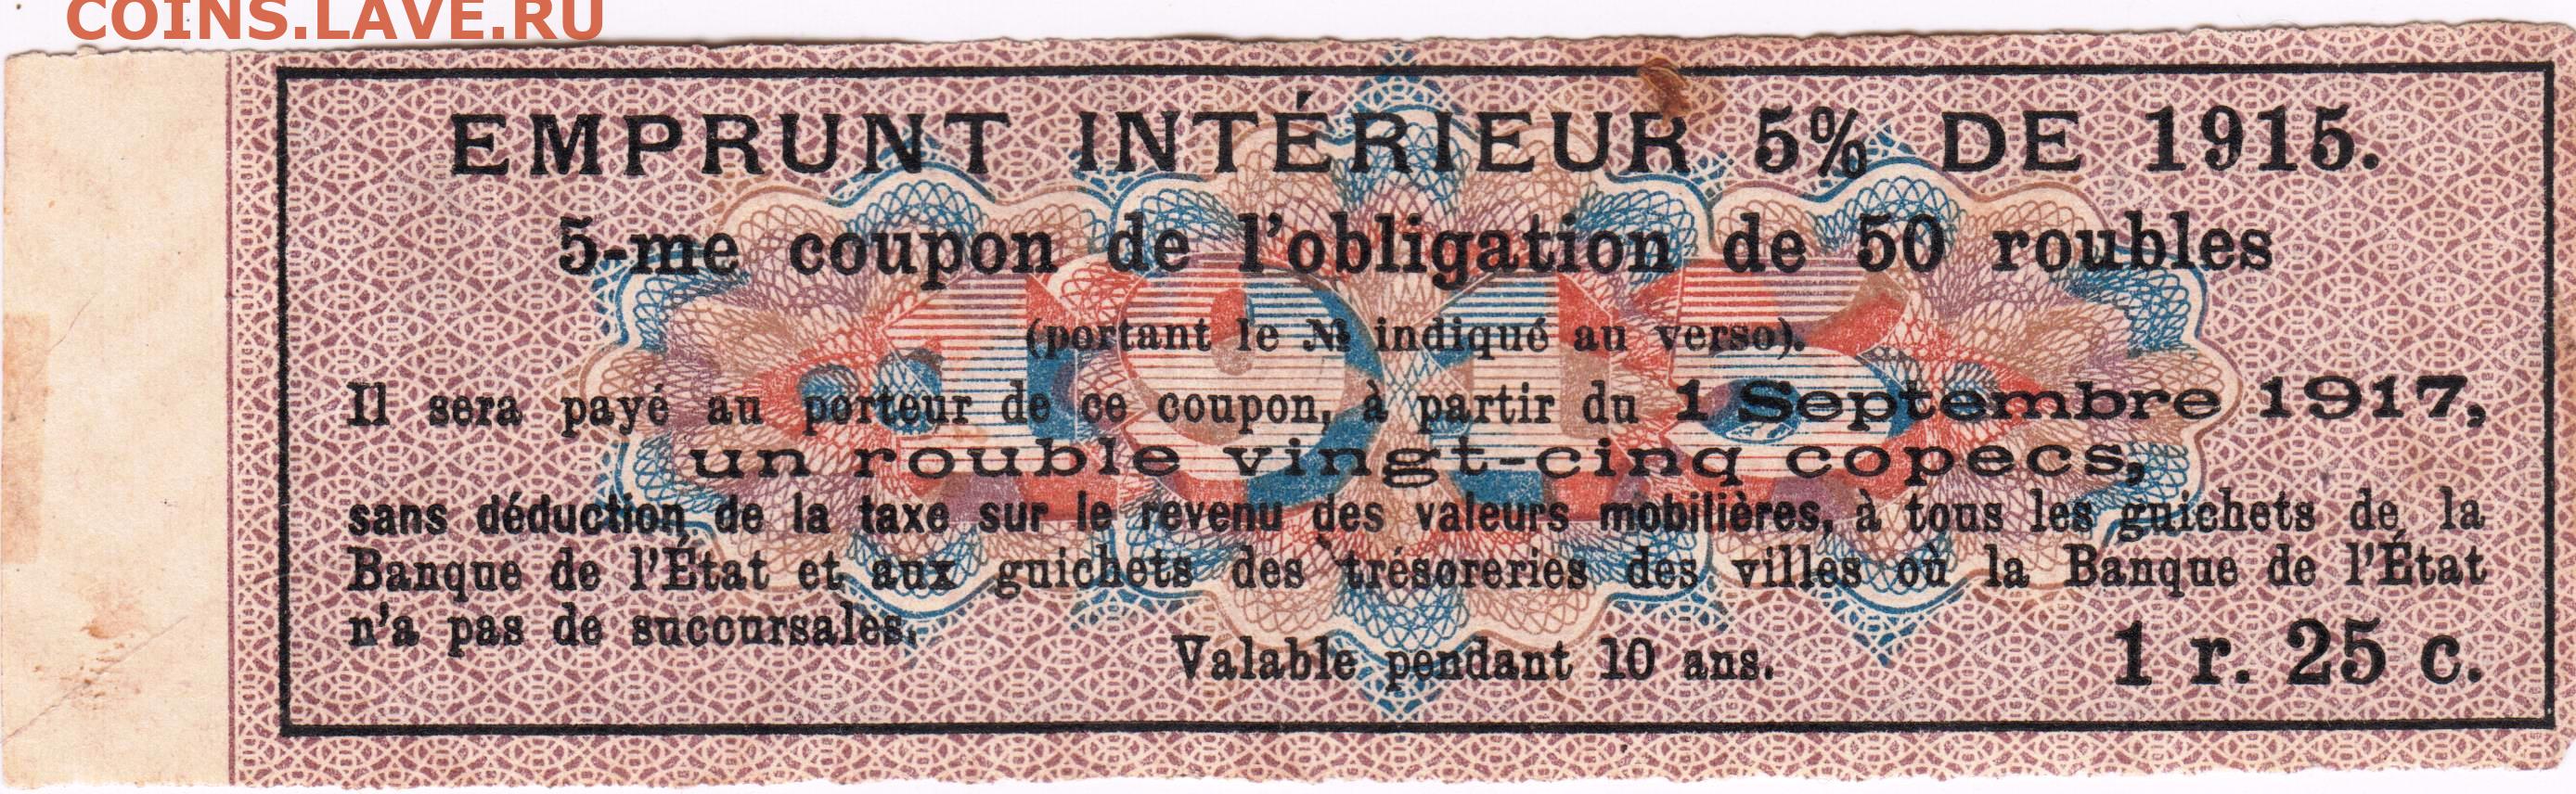 COINS.LAVE.RU
EMPRUNT INTÉRIEUR 5% DE 1915.
5-me coupon de l'obligation de 50 roubles
(portant le № indiqué au verso).
Il sera payé au porteur de ce coupon, à partir du 1 Septembre 1917,
un rouble vingt-cinq copecs,
sans déduction de la taxe sur le revenu des valeurs mobilières, à tous les guichets de la
Banque de l'État et aux guichets des trésoreries des villes où la Banque de l'État
n'a pas de succursales.
Valable pendant 10 ans.
1 r. 25 c.
1915